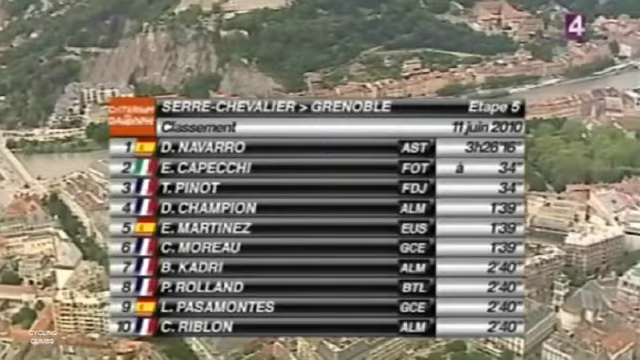 4
CRITERIUM DAUPHINE
SERRE-CHEVALIER > GRENOBLE Etape 5
Classement 11 juin 2010
1 D. NAVARRO AST 3h26'16
2 E. CAPECCHI FOT à 34"
3 T. PINOT FDJ 34"
4 D. CHAMPION ALM 1'39
5 E. MARTINEZ EUS 1'39
6 C. MOREAU GCE 1'39
7 B. KADRI ALM 2'40
8 P. ROLLAND BTL 2'40
9 L. PASAMONTES GCE 2'40
10 C. RIBLON ALM 2'40
CYCLING
CLIMBS